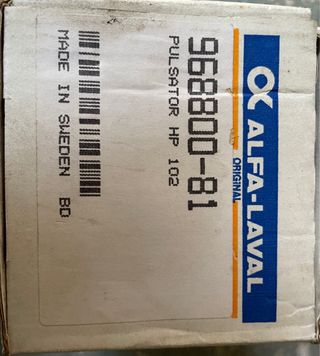 α ALFA-LAVAL
ORIGINAL
968800-81
PULSATOR HP 102
MADE IN SWEDEN BD